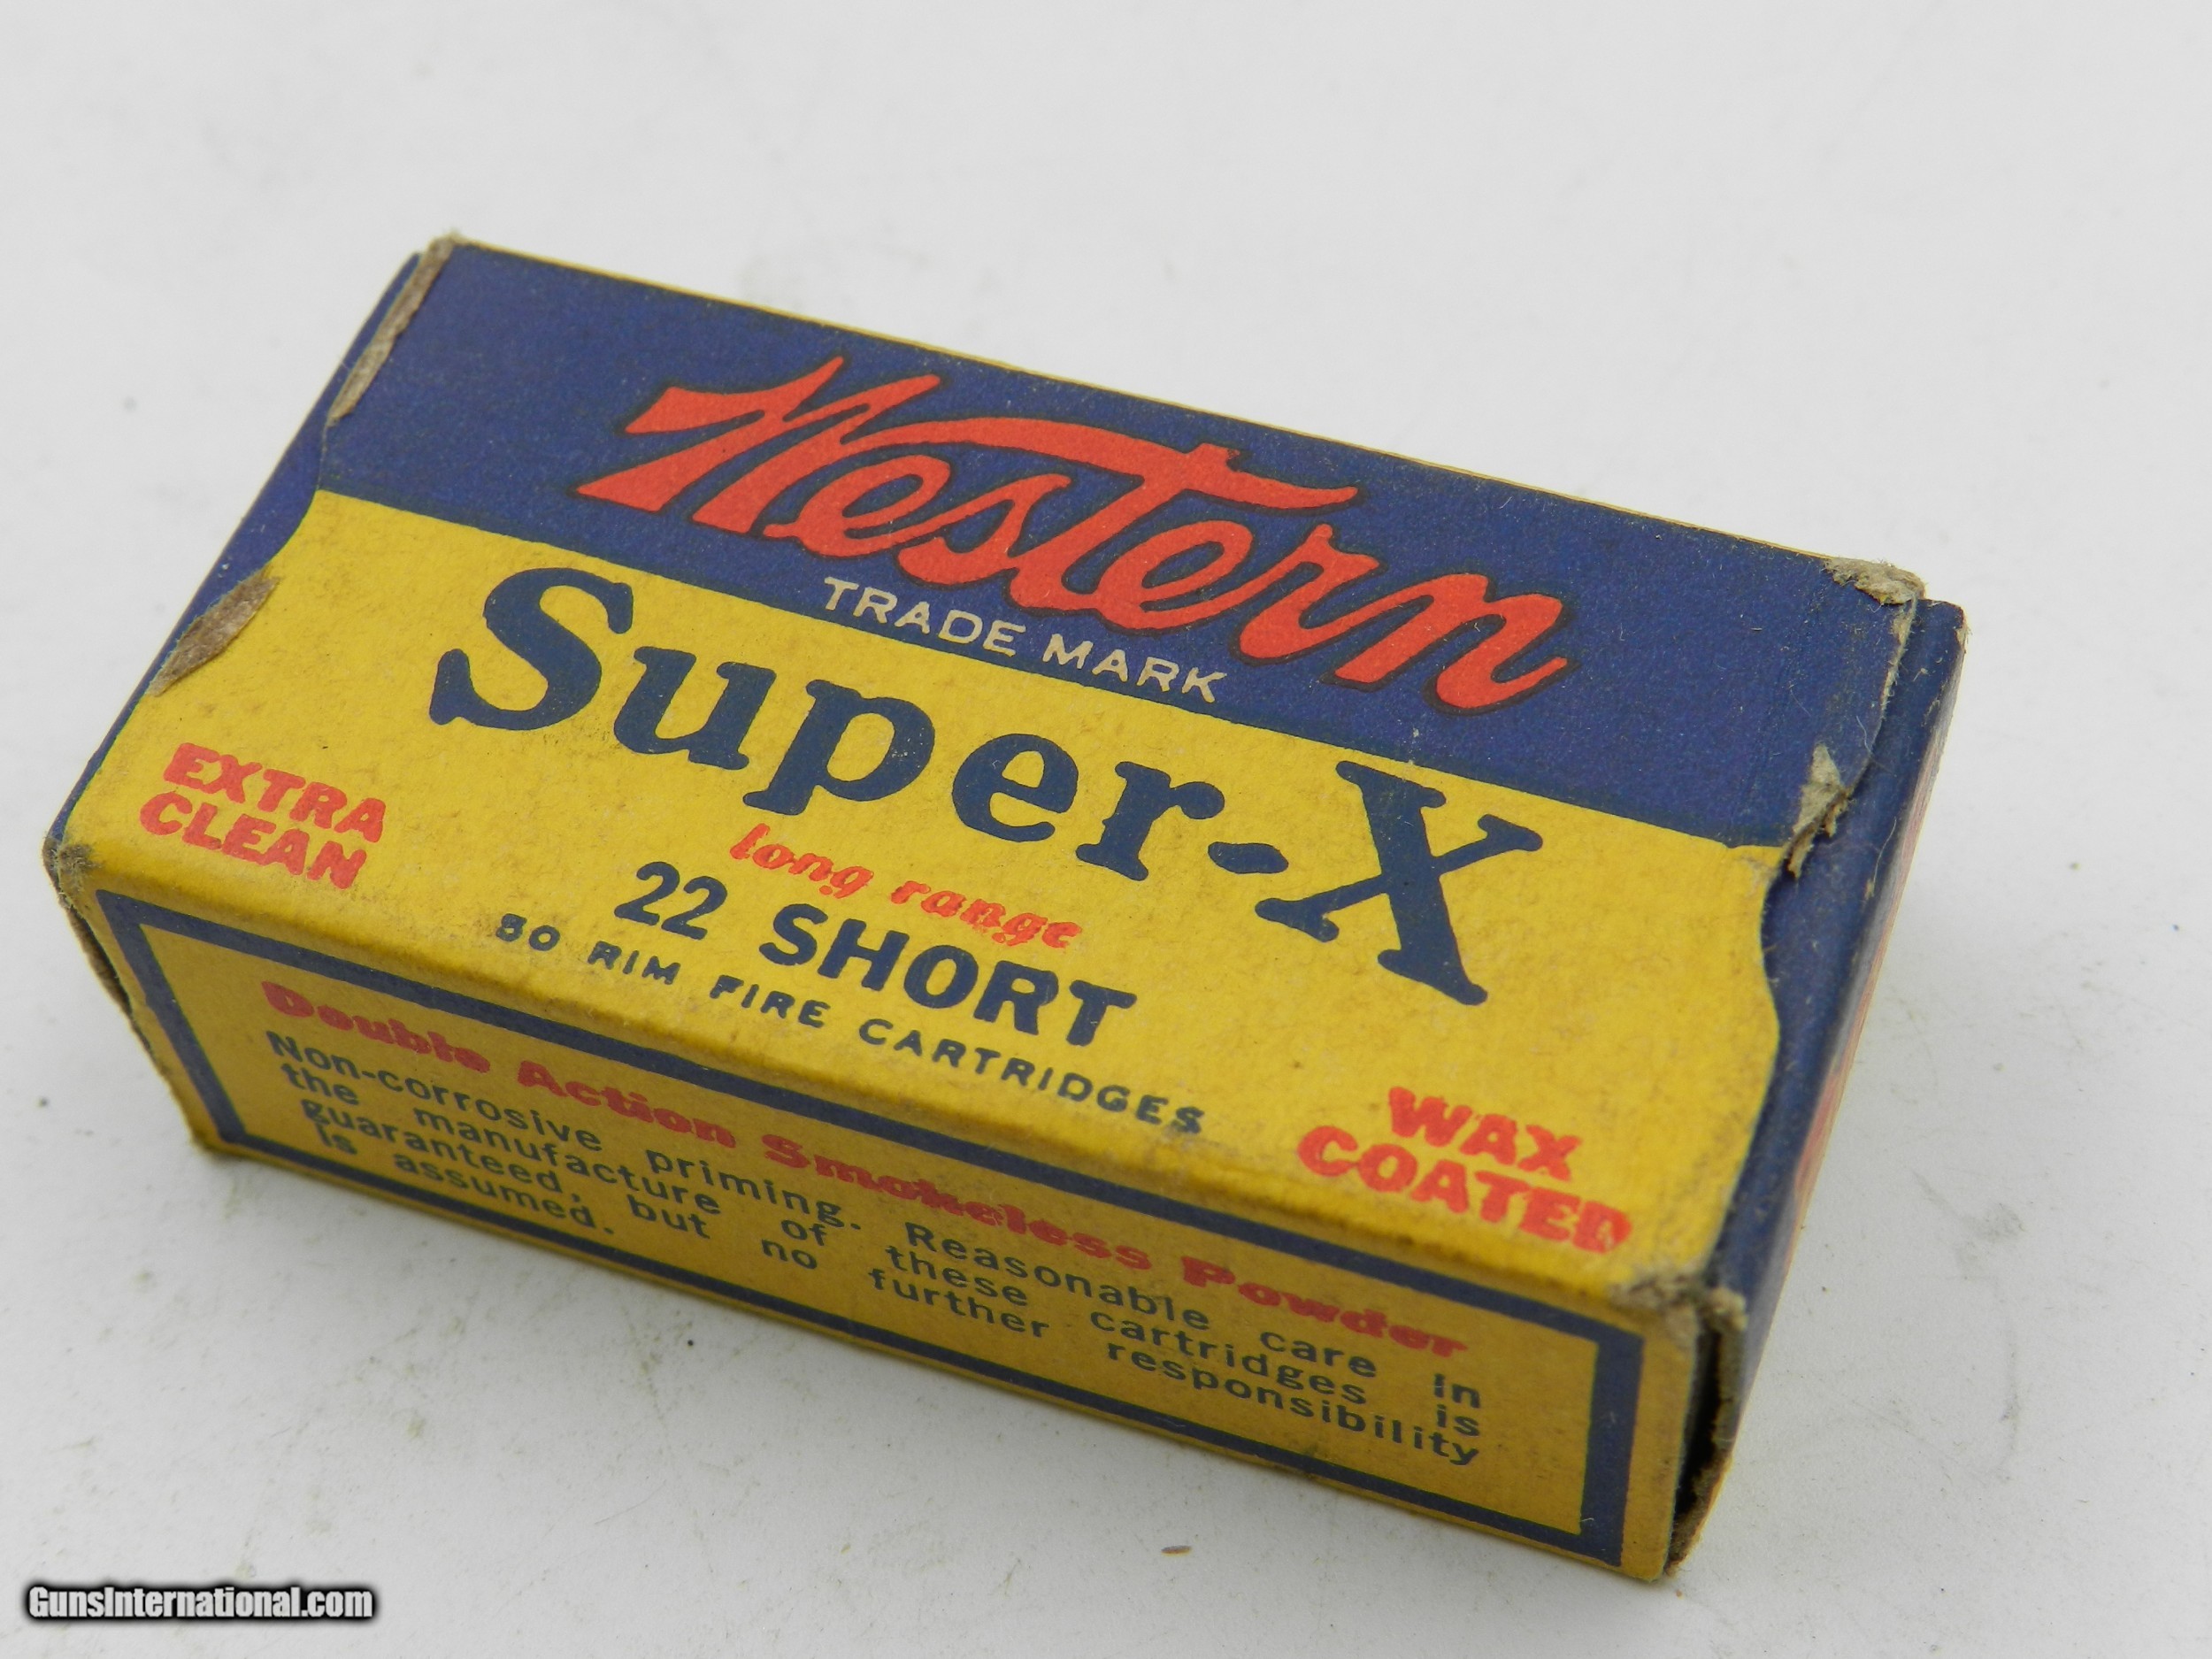 Western
TRADE MARK
Super-X
long range
22 SHORT
50 RIM FIRE CARTRIDGES
EXTRA
CLEAN
WAX
COATED
Double Action Smokeless Powder
Non-corrosive priming. Reasonable care in
the manufacture of these cartridges is
guaranteed, but no further responsibility
is assumed.
GunsInternational.com